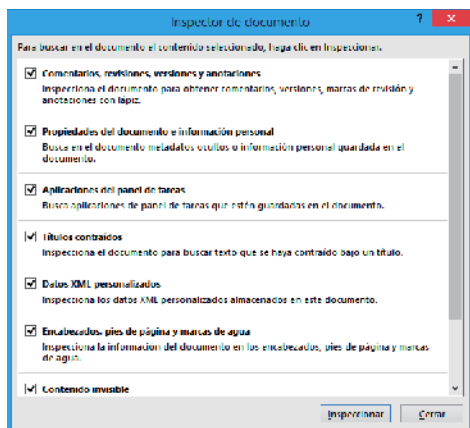 Inspector de documento
?
Para buscar en el documento el contenido seleccionado, haga clic en Inspeccionar.
Comentarios, revisiones, versiones y anotaciones
Inspecciona el documento para obtener comentarios, versiones, marcas de revisión y
anotaciones con lápiz.
Propiedades del documento e información personal
Busca en el documento metadatos ocultos o información personal guardada en el
documento.
Aplicaciones del panel de tareas
Busca aplicaciones de panel de tareas que estén guardadas en el documento.
Títulos contraídos
Inspecciona el documento para buscar texto que se haya contraído bajo un título.
Datos XML personalizados
Inspecciona los datos XML personalizados almacenados en este documento.
Encabezados, pies de página y marcas de agua
Inspecciona la información del documento en los encabezados, pies de página y marcas
de agua.
Contenido invisible
Inspeccionar Cerrar